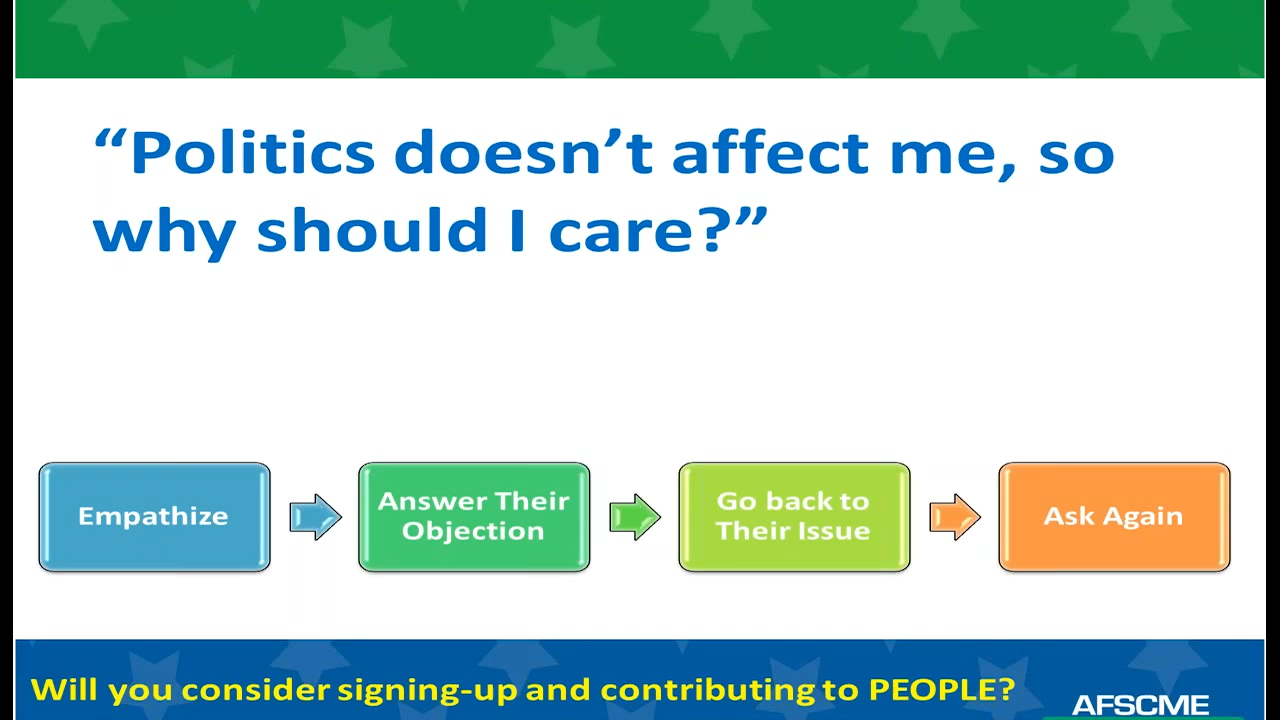 “Politics doesn’t affect me, so
why should I care?”
Empathize
Answer Their
Objection
Go back to
Their Issue
Ask Again
Will you consider signing-up and contributing to PEOPLE?
AFSCME